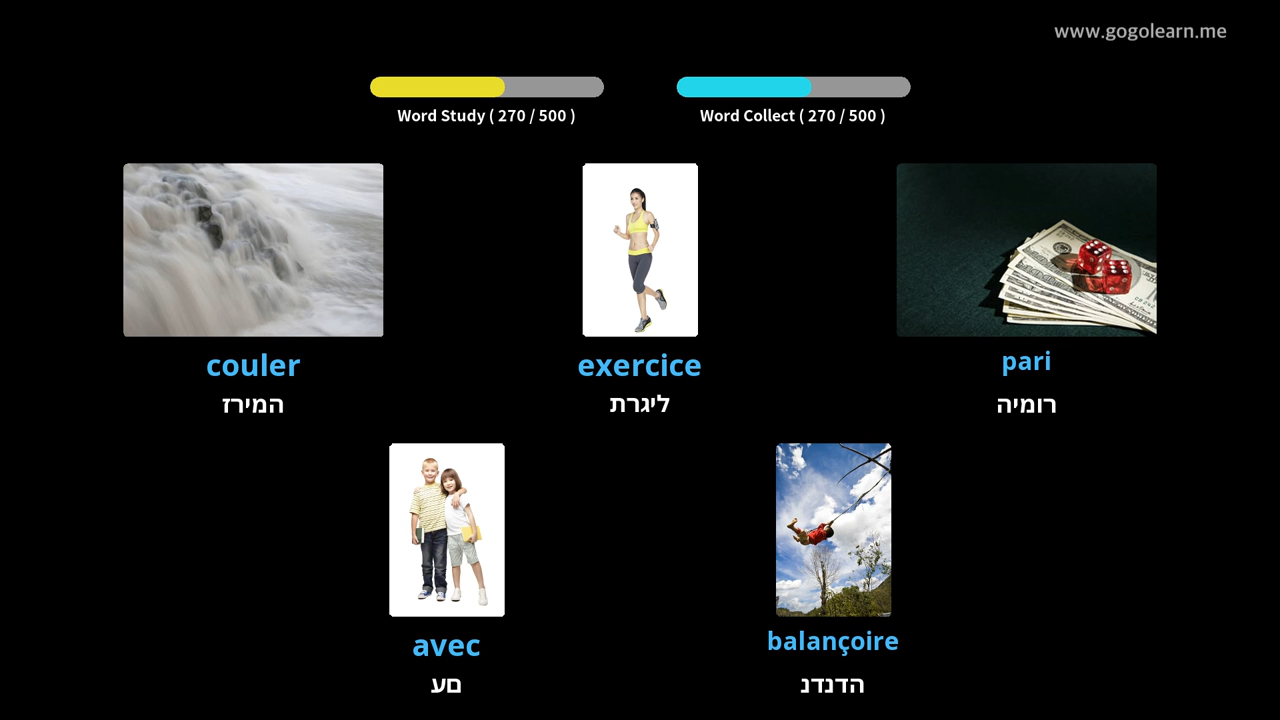 www.gogolearn.me
Word Study ( 270 / 500 )
Word Collect ( 270 / 500 )
couler
המירז
exercice
ליגרת
pari
רומיה
avec
םע
balançoire
הדנדנ